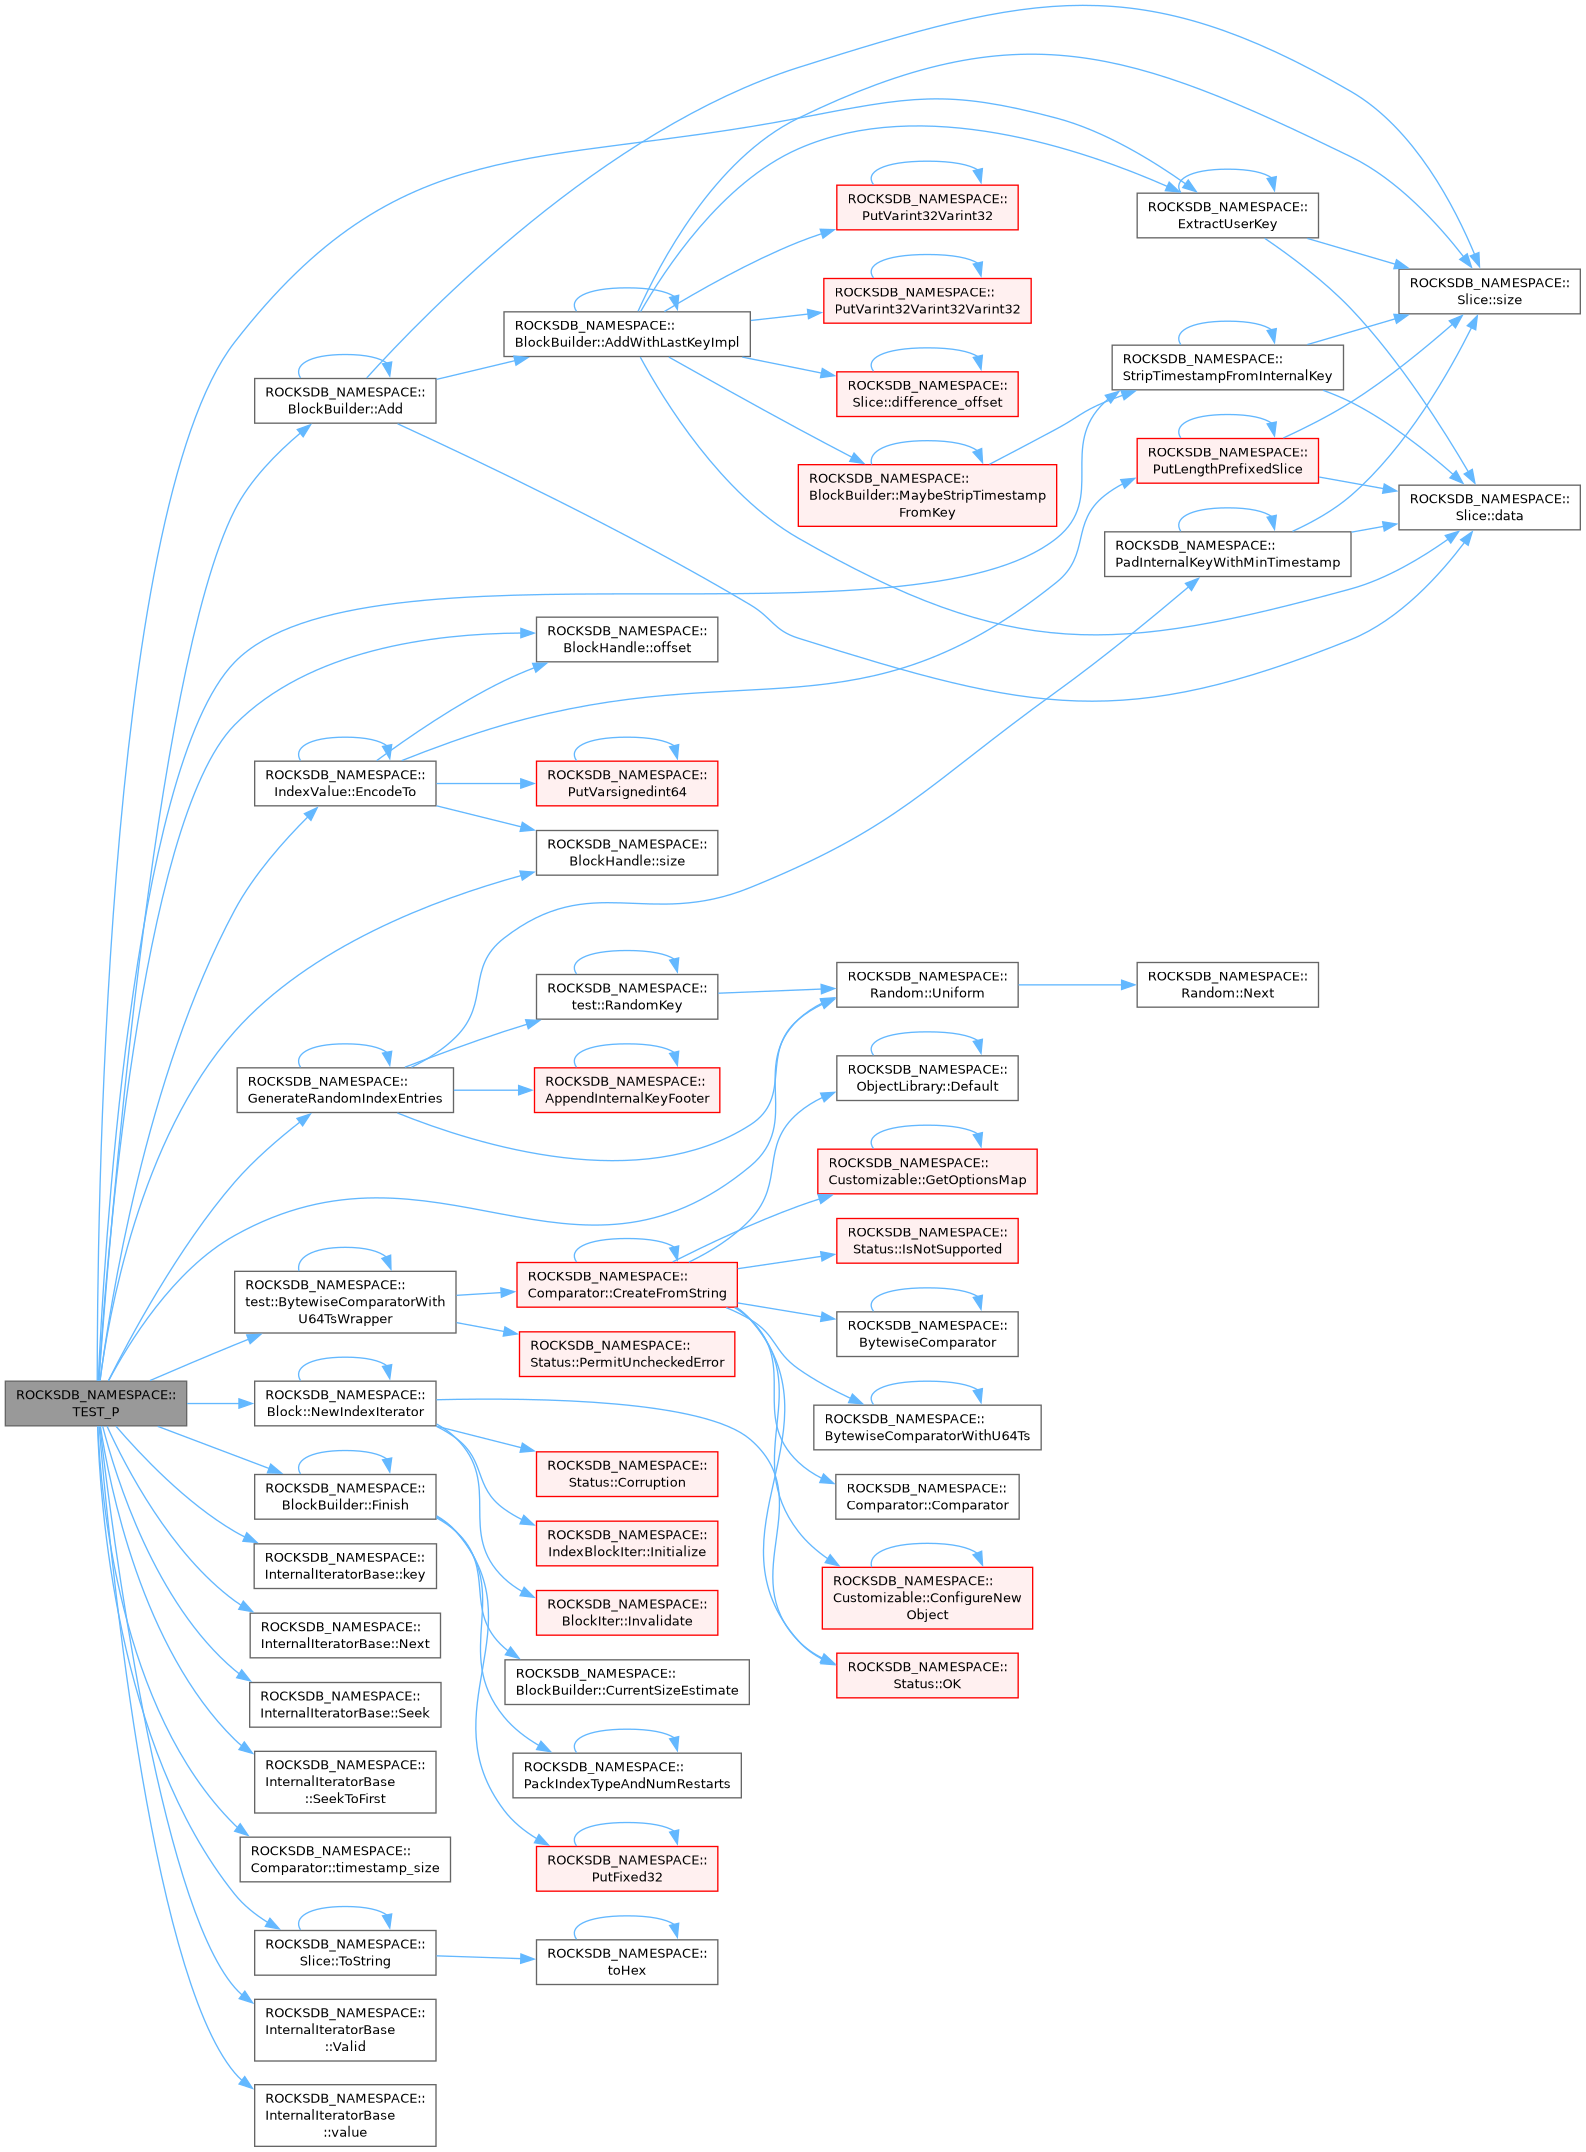 ROCKSDB_NAMESPACE::
TEST_P
ROCKSDB_NAMESPACE::
BlockBuilder::Add
ROCKSDB_NAMESPACE::
BlockBuilder::AddWithLastKeyImpl
ROCKSDB_NAMESPACE::
PutVarint32Varint32
ROCKSDB_NAMESPACE::
PutVarint32Varint32Varint32
ROCKSDB_NAMESPACE::
Slice::difference_offset
ROCKSDB_NAMESPACE::
BlockBuilder::MaybeStripTimestamp
FromKey
ROCKSDB_NAMESPACE::
ExtractUserKey
ROCKSDB_NAMESPACE::
Slice::size
ROCKSDB_NAMESPACE::
StripTimestampFromInternalKey
ROCKSDB_NAMESPACE::
PutLengthPrefixedSlice
ROCKSDB_NAMESPACE::
Slice::data
ROCKSDB_NAMESPACE::
PadInternalKeyWithMinTimestamp
ROCKSDB_NAMESPACE::
BlockHandle::offset
ROCKSDB_NAMESPACE::
IndexValue::EncodeTo
ROCKSDB_NAMESPACE::
PutVarsignedint64
ROCKSDB_NAMESPACE::
BlockHandle::size
ROCKSDB_NAMESPACE::
test::RandomKey
ROCKSDB_NAMESPACE::
Random::Uniform
ROCKSDB_NAMESPACE::
Random::Next
ROCKSDB_NAMESPACE::
GenerateRandomIndexEntries
ROCKSDB_NAMESPACE::
AppendInternalKeyFooter
ROCKSDB_NAMESPACE::
ObjectLibrary::Default
ROCKSDB_NAMESPACE::
Customizable::GetOptionsMap
ROCKSDB_NAMESPACE::
Status::IsNotSupported
ROCKSDB_NAMESPACE::
test::BytewiseComparatorWith
U64TsWrapper
ROCKSDB_NAMESPACE::
Comparator::CreateFromString
ROCKSDB_NAMESPACE::
BytewiseComparator
ROCKSDB_NAMESPACE::
Status::PermitUncheckedError
ROCKSDB_NAMESPACE::
BytewiseComparatorWithU64Ts
ROCKSDB_NAMESPACE::
Block::NewIndexIterator
ROCKSDB_NAMESPACE::
Status::Corruption
ROCKSDB_NAMESPACE::
Comparator::Comparator
ROCKSDB_NAMESPACE::
BlockBuilder::Finish
ROCKSDB_NAMESPACE::
IndexBlockIter::Initialize
ROCKSDB_NAMESPACE::
Customizable::ConfigureNew
Object
ROCKSDB_NAMESPACE::
InternalIteratorBase::key
ROCKSDB_NAMESPACE::
BlockIter::Invalidate
ROCKSDB_NAMESPACE::
Status::OK
ROCKSDB_NAMESPACE::
InternalIteratorBase::Next
ROCKSDB_NAMESPACE::
BlockBuilder::CurrentSizeEstimate
ROCKSDB_NAMESPACE::
InternalIteratorBase::Seek
ROCKSDB_NAMESPACE::
PackIndexTypeAndNumRestarts
ROCKSDB_NAMESPACE::
InternalIteratorBase
::SeekToFirst
ROCKSDB_NAMESPACE::
PutFixed32
ROCKSDB_NAMESPACE::
Comparator::timestamp_size
ROCKSDB_NAMESPACE::
Slice::ToString
ROCKSDB_NAMESPACE::
toHex
ROCKSDB_NAMESPACE::
InternalIteratorBase
::Valid
ROCKSDB_NAMESPACE::
InternalIteratorBase
::value